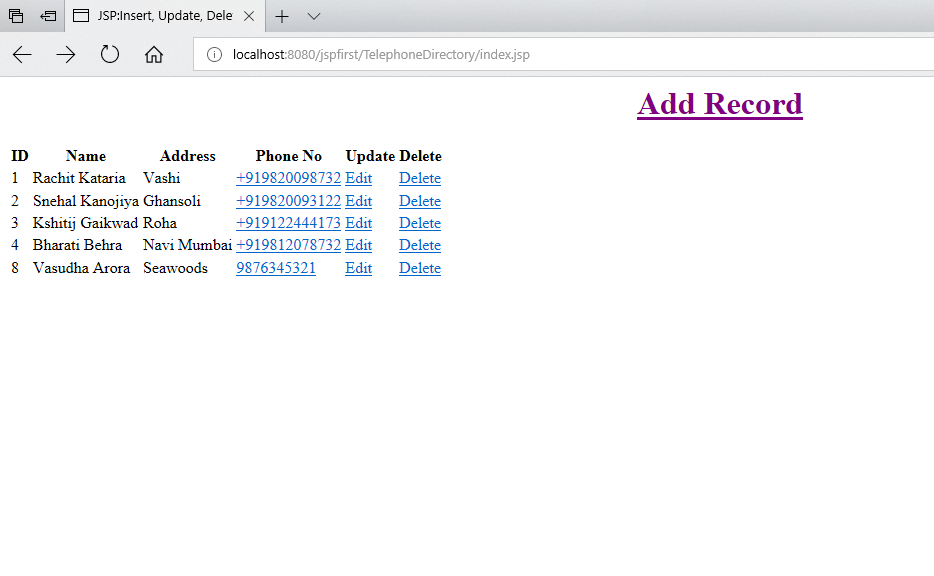 JSP:Insert, Update, Dele
localhost:8080/jspfirst/TelephoneDirectory/index.jsp
Add Record
ID Name Address Phone No Update Delete
1 Rachit Kataria Vashi +919820098732 Edit Delete
2 Snehal Kanojiya Ghansoli +919820093122 Edit Delete
3 Kshitij Gaikwad Roha +919122444173 Edit Delete
4 Bharati Behra Navi Mumbai +919812078732 Edit Delete
8 Vasudha Arora Seawoods 9876345321 Edit Delete